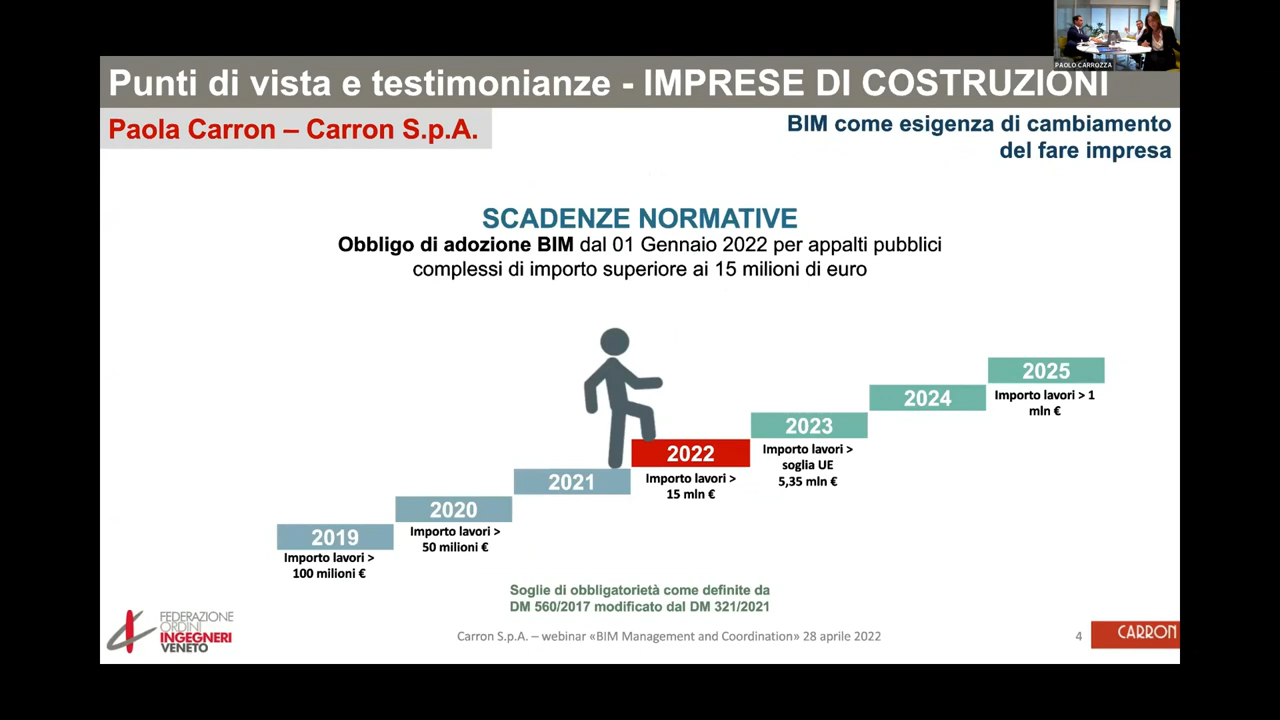 PAOLO CARROZZA
Punti di vista e testimonianze - IMPRESE DI COSTRUZIONI
Paola Carron – Carron S.p.A.
BIM come esigenza di cambiamento
del fare impresa
SCADENZE NORMATIVE
Obbligo di adozione BIM dal 01 Gennaio 2022 per appalti pubblici
complessi di importo superiore ai 15 milioni di euro
2019
Importo lavori >
100 milioni €
2020
Importo lavori >
50 milioni €
2021
2022
Importo lavori >
15 mln €
2023
Importo lavori >
soglia UE
5,35 mln €
2024
2025
Importo lavori > 1
mln €
Soglie di obbligatorietà come definite da
DM 560/2017 modificato dal DM 321/2021
FEDERAZIONE
ORDINI
INGEGNERI
VENETO
Carron S.p.A. – webinar «BIM Management and Coordination» 28 aprile 2022
4
CARRON